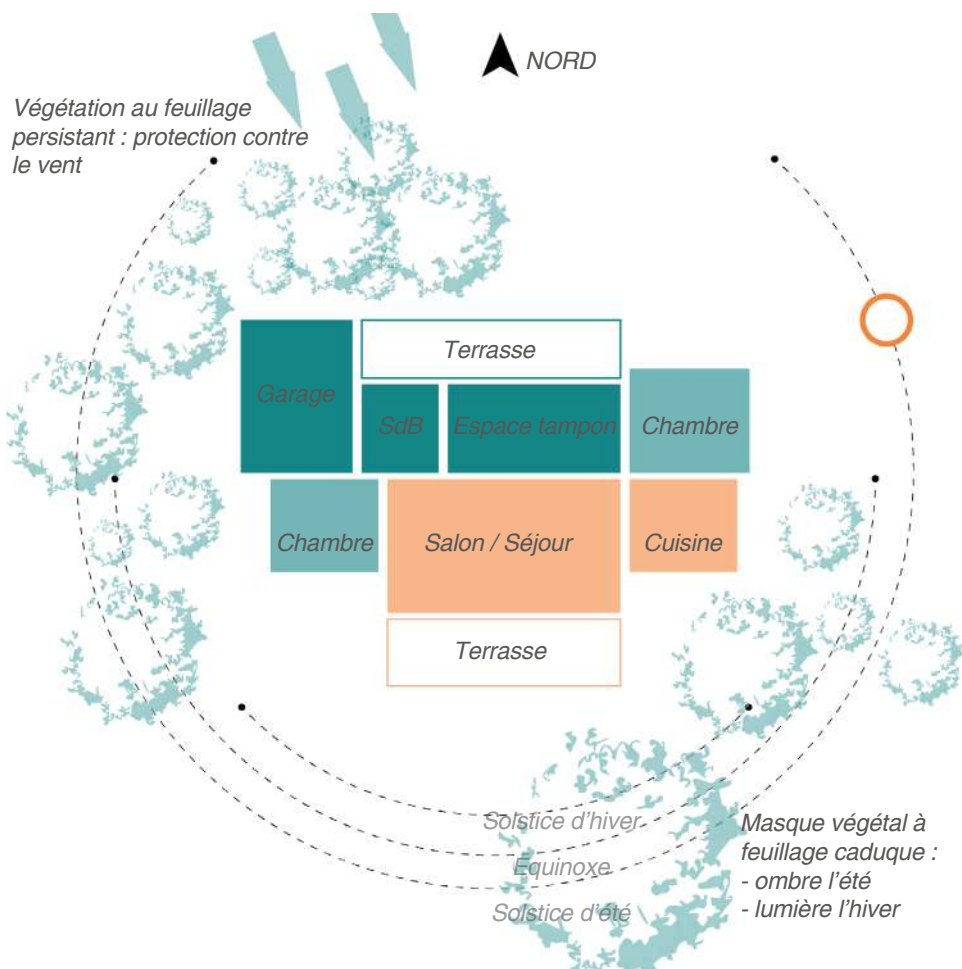 NORD
Végétation au feuillage
persistant : protection contre
le vent
Terrasse
Garage
SdB
Espace tampon
Chambre
Chambre
Salon / Séjour
Cuisine
Terrasse
Solstice d'hiver
Equinoxe
Solstice d'été
Masque végétal à
feuillage caduque :
- ombre l'été
- lumière l'hiver